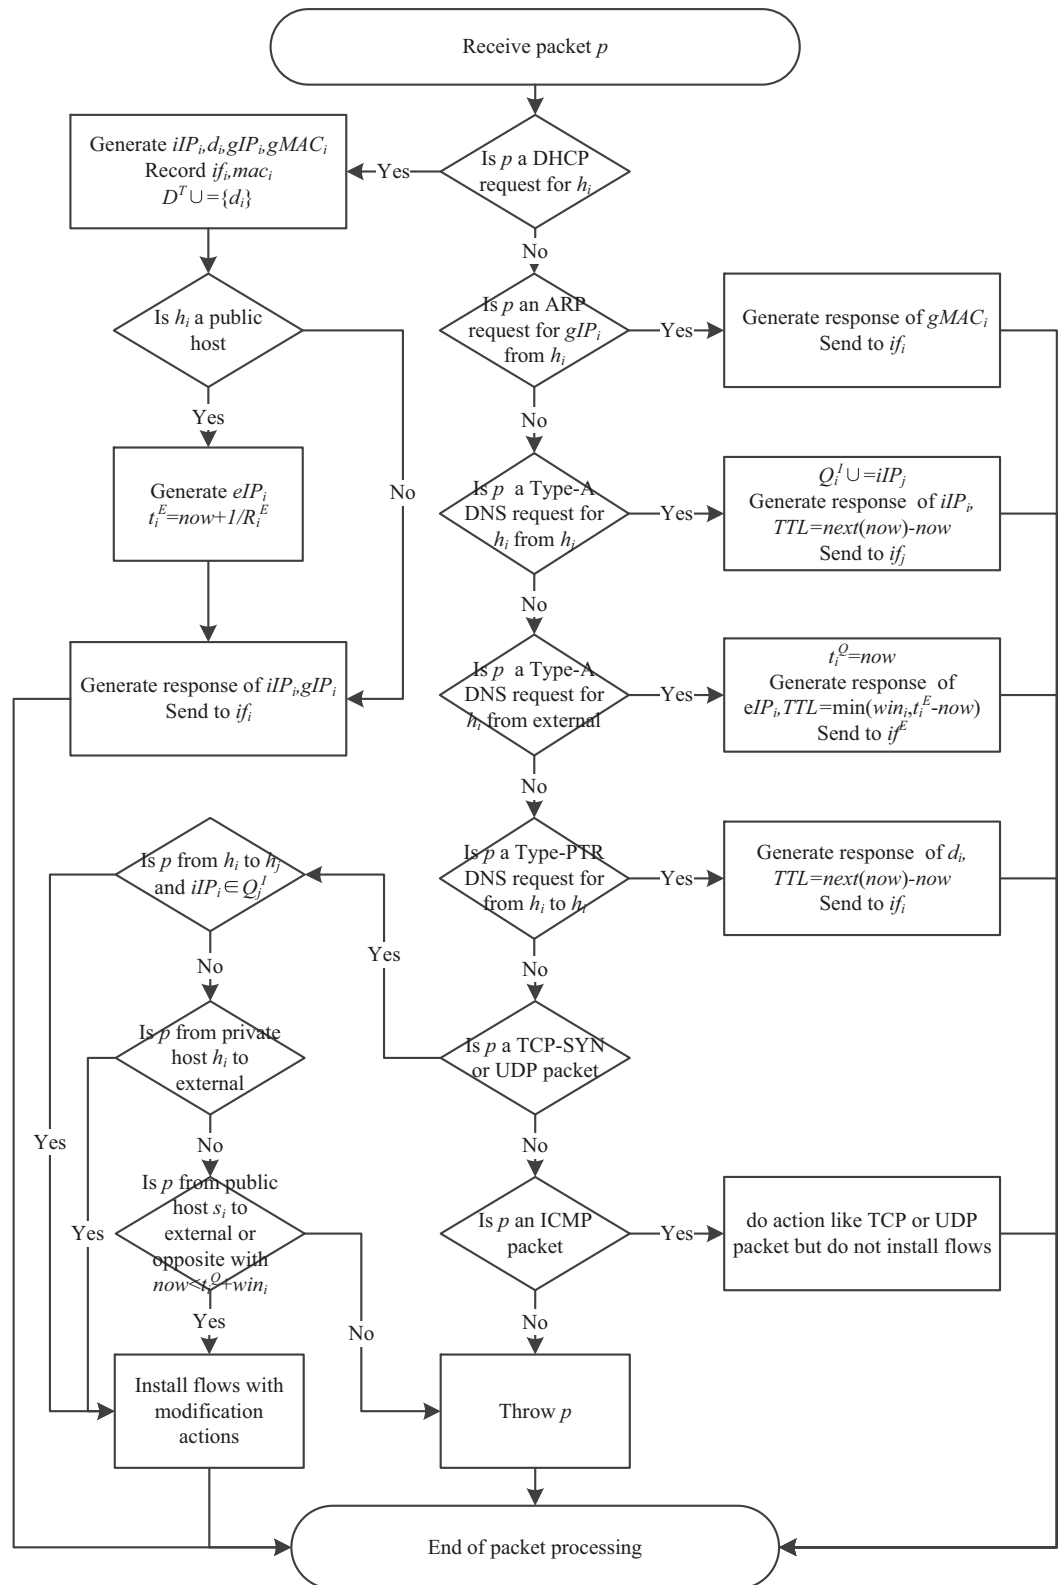 Receive packet p
Is p a DHCP
request for hᵢ
Yes
Generate iIPᵢ,dᵢ,gIPᵢ,gMACᵢ
Record ifᵢ,macᵢ
Dᵀ∪={dᵢ}
No
Is hᵢ a public
host
Is p an ARP
request for gIPᵢ
from hᵢ
Yes
Generate response of gMACᵢ
Send to ifᵢ
Yes
No
Generate eIPᵢ
tᵢᴱ=now+1/Rᵢᴱ
No
Is p a Type-A
DNS request for
hᵢ from hⱼ
Yes
Qᵢᴵ∪=iIPⱼ
Generate response of iIPᵢ,
TTL=next(now)-now
Send to ifⱼ
No
Generate response of iIPᵢ,gIPᵢ
Send to ifᵢ
Is p a Type-A
DNS request for
hᵢ from external
Yes
tᵢ^Q=now
Generate response of
eIPᵢ,TTL=min(winᵢ,tᵢᴱ-now)
Send to ifᴱ
No
Is p from hᵢ to hⱼ
and iIPᵢ∈Qⱼᴵ
Is p a Type-PTR
DNS request for
from hᵢ to hᵢ
Yes
Generate response of dᵢ,
TTL=next(now)-now
Send to ifᵢ
Yes
No
No
Is p from private
host hᵢ to
external
Is p a TCP-SYN
or UDP packet
Yes
No
No
Is p from public
host sᵢ to
external or
opposite with
now<tᵢ^Q+winᵢ
Yes
Is p an ICMP
packet
Yes
do action like TCP or UDP
packet but do not install flows
Yes
No
No
Install flows with
modification
actions
Throw p
End of packet processing